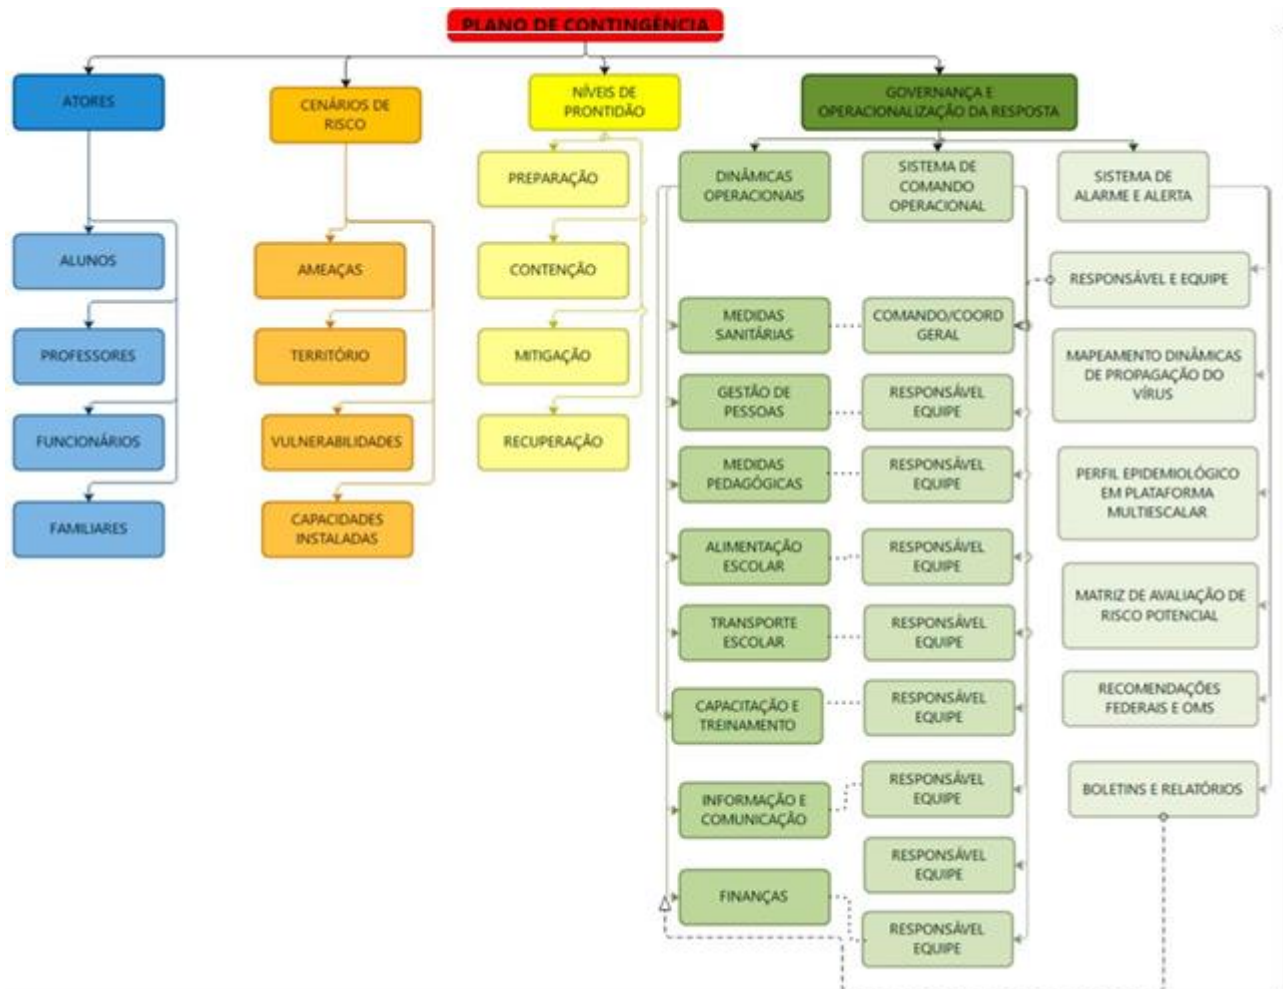 PLANO DE CONTINGÊNCIA
ATORES
ALUNOS
PROFESSORES
FUNCIONÁRIOS
FAMILIARES
CENÁRIOS DE
RISCO
AMEAÇAS
TERRITÓRIO
VULNERABILIDADES
CAPACIDADES
INSTALADAS
NÍVEIS DE
PRONTIDÃO
PREPARAÇÃO
CONTENÇÃO
MITIGAÇÃO
RECUPERAÇÃO
GOVERNANÇA E
OPERACIONALIZAÇÃO DA RESPOSTA
DINÂMICAS
OPERACIONAIS
MEDIDAS
SANITÁRIAS
GESTÃO DE
PESSOAS
MEDIDAS
PEDAGÓGICAS
ALIMENTAÇÃO
ESCOLAR
TRANSPORTE
ESCOLAR
CAPACITAÇÃO E
TREINAMENTO
INFORMAÇÃO E
COMUNICAÇÃO
FINANÇAS
SISTEMA DE
COMANDO
OPERACIONAL
COMANDO/COORD
GERAL
RESPONSÁVEL
EQUIPE
RESPONSÁVEL
EQUIPE
RESPONSÁVEL
EQUIPE
RESPONSÁVEL
EQUIPE
RESPONSÁVEL
EQUIPE
RESPONSÁVEL
EQUIPE
RESPONSÁVEL
EQUIPE
RESPONSÁVEL
EQUIPE
SISTEMA DE
ALARME E ALERTA
RESPONSÁVEL E EQUIPE
MAPEAMENTO DINÂMICAS
DE PROPAGAÇÃO DO
VÍRUS
PERFIL EPIDEMIOLÓGICO
EM PLATAFORMA
MULTIESCALAR
MATRIZ DE AVALIAÇÃO DE
RISCO POTENCIAL
RECOMENDAÇÕES
FEDERAIS E OMS
BOLETINS E RELATÓRIOS